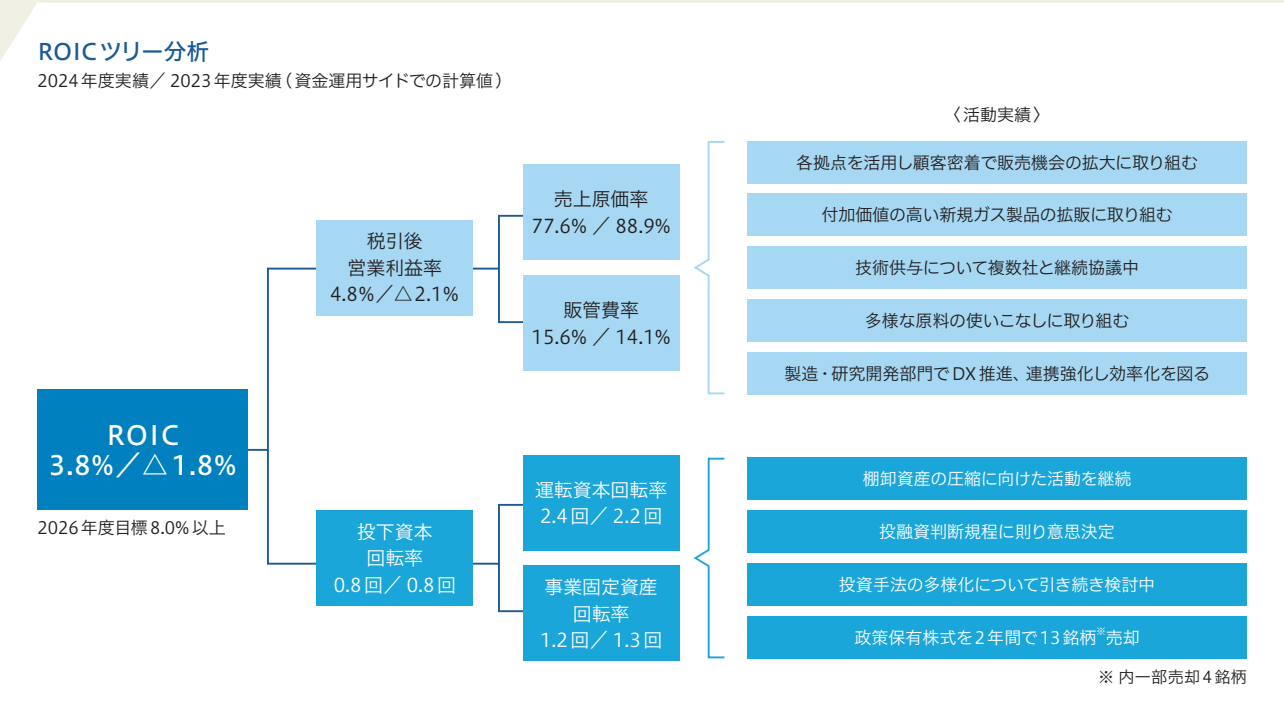 ROICツリー分析
2024年度実績／2023年度実績(資金運用サイドでの計算値)
〈活動実績〉
ROIC
3.8%／△1.8%
2026年度目標8.0%以上
税引後
営業利益率
4.8%／△2.1%
売上原価率
77.6%／88.9%
販管費率
15.6%／14.1%
各拠点を活用し顧客密着で販売機会の拡大に取り組む
付加価値の高い新規ガス製品の拡販に取り組む
技術供与について複数社と継続協議中
多様な原料の使いこなしに取り組む
製造・研究開発部門でDX推進、連携強化し効率化を図る
投下資本
回転率
0.8回／0.8回
運転資本回転率
2.4回／2.2回
事業固定資産
回転率
1.2回／1.3回
棚卸資産の圧縮に向けた活動を継続
投融資判断規程に則り意思決定
投資手法の多様化について引き続き検討中
政策保有株式を2年間で13銘柄※売却
※ 内一部売却4銘柄